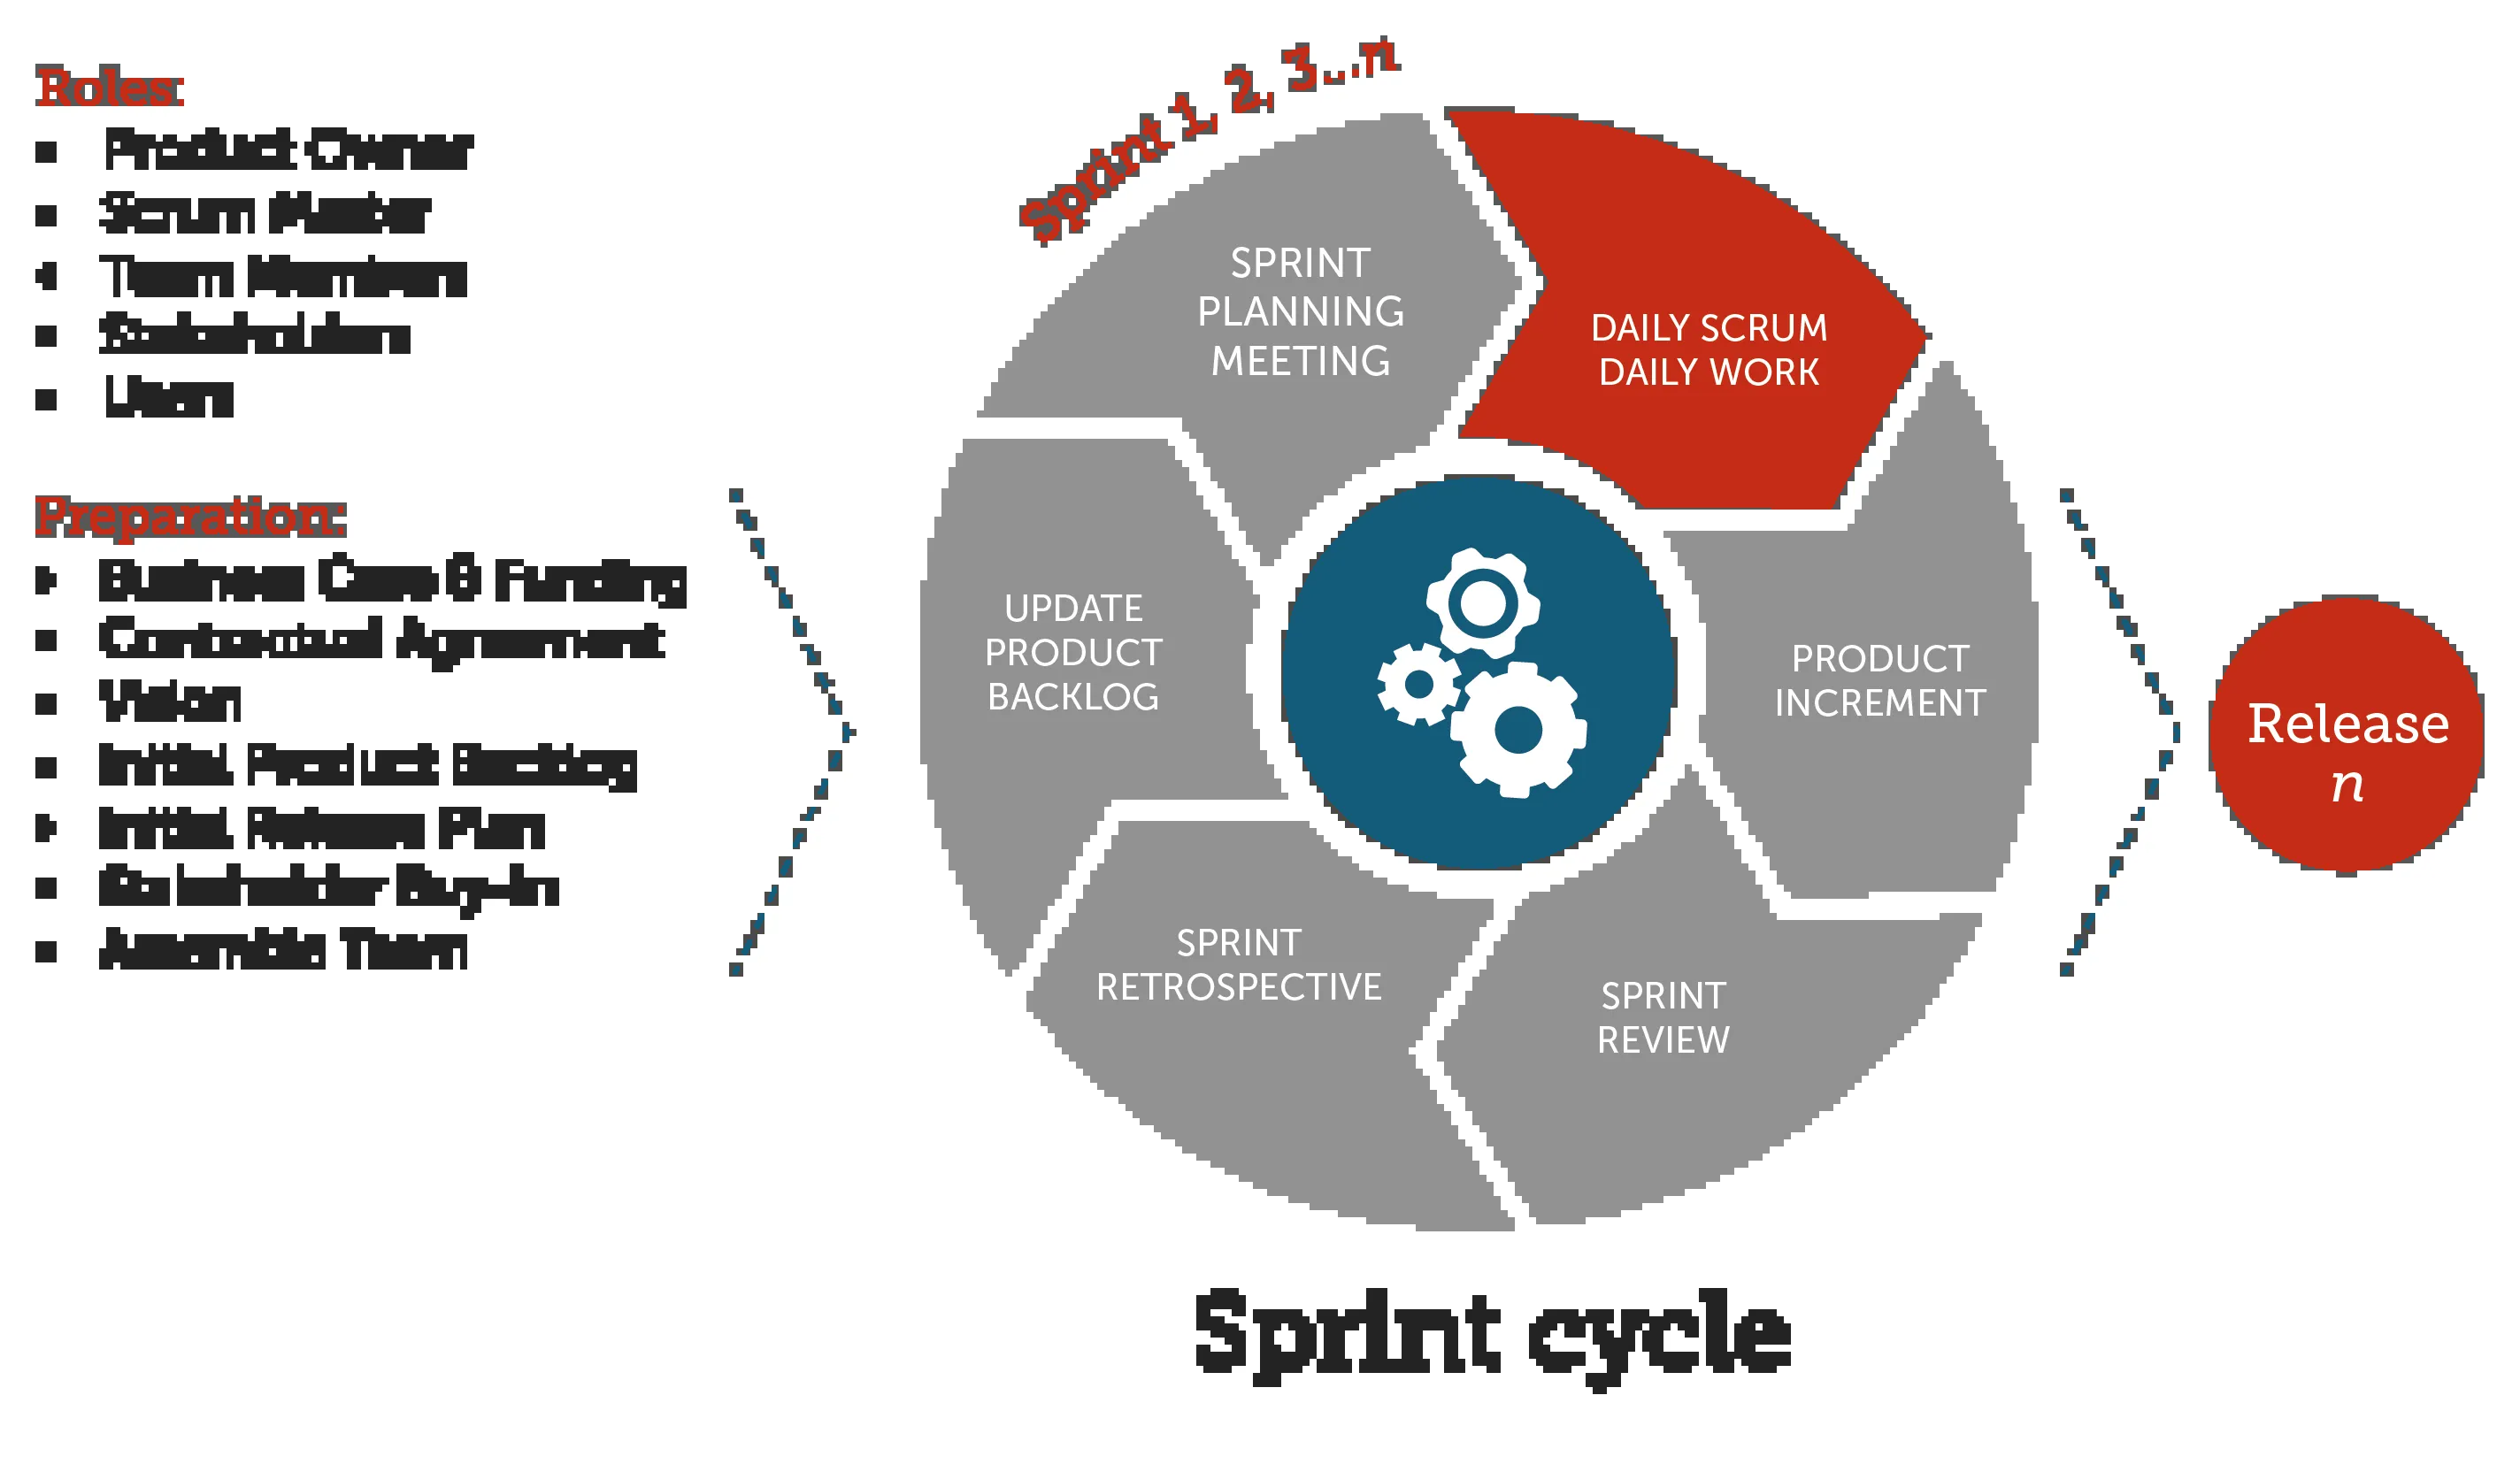 Roles:
Product Owner
Scrum Master
Team Members
Stakeholders
Users
Preparation:
Business Case & Funding
Contractual Agreement
Vision
Initial Product Backlog
Initial Release Plan
Stakeholder Buy-in
Assemble Team
Sprint 1, 2, 3...n
SPRINT
PLANNING
MEETING
DAILY SCRUM
DAILY WORK
UPDATE
PRODUCT
BACKLOG
PRODUCT
INCREMENT
SPRINT
RETROSPECTIVE
SPRINT
REVIEW
Release
n
Sprint cycle